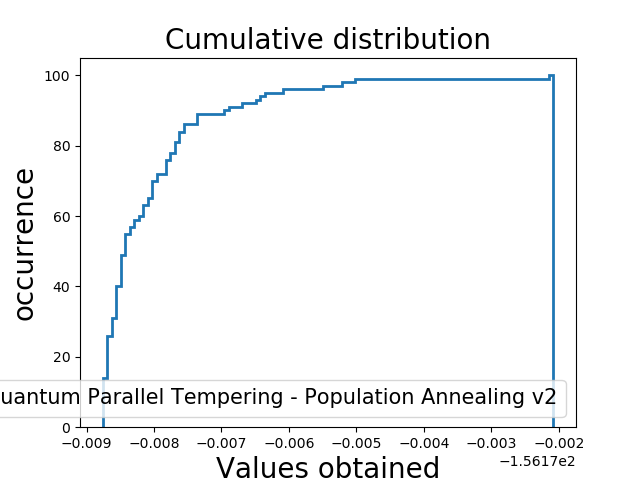 Cumulative distribution
100
80
60
40
20
0
occurrence
uantum Parallel Tempering - Population Annealing v2
−0.009 −0.008 −0.007 −0.006 −0.005 −0.004 −0.003 −0.002
−1.5617e2
Values obtained